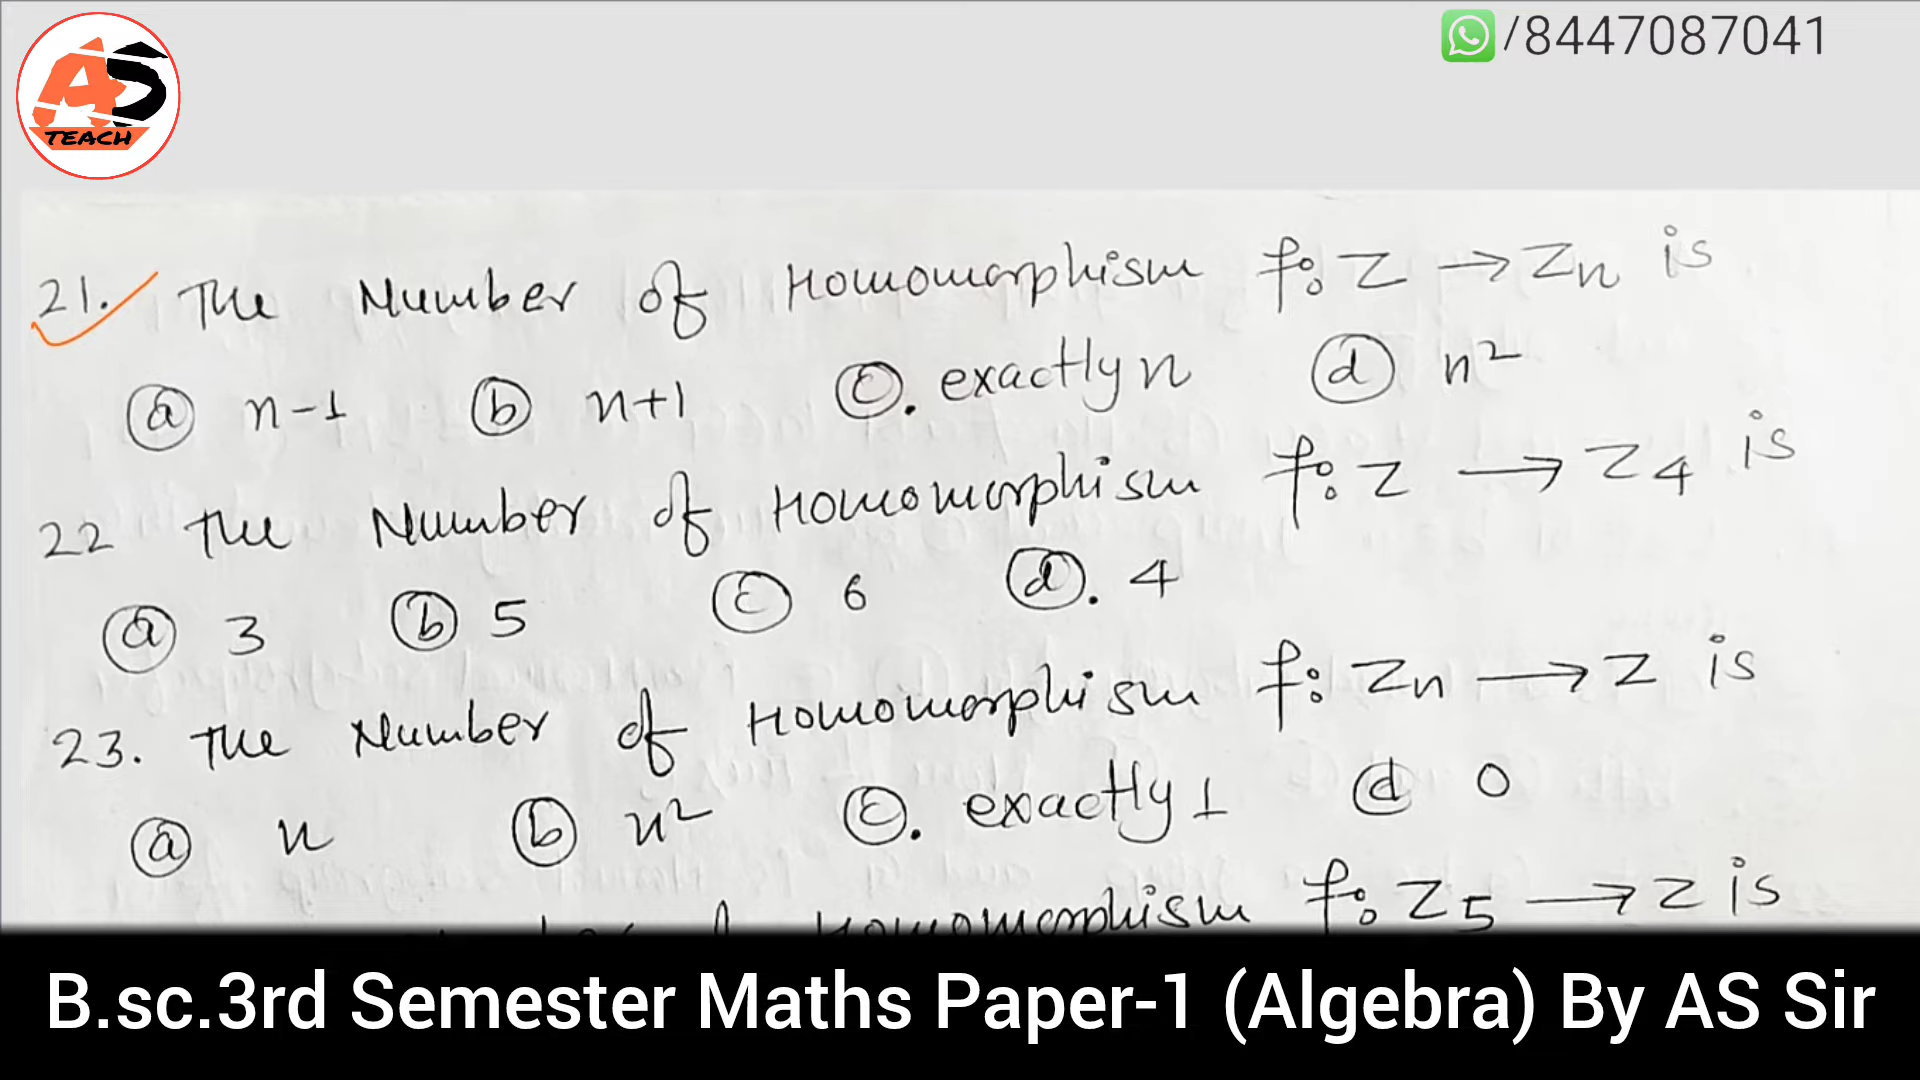 AS
TEACH
/8447087041
21. The Number of Homomorphism f: Z → Zn is
(a) n-1 (b) n+1 (c). exactly n (d) n²
22 The Number of Homomorphism f: Z → Z4 is
(a) 3 (b) 5 (c) 6 (d). 4
23. The Number of Homomorphism f: Zn → Z is
(a) n (b) n² (c). exactly 1 (d) 0
Homomorphism f: Z5 → Z is
B.sc.3rd Semester Maths Paper-1 (Algebra) By AS Sir